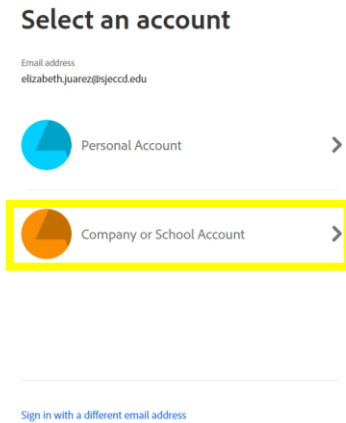 Select an account
Email address
elizabeth.juarez@sjeccd.edu
Personal Account
Company or School Account
Sign in with a different email address